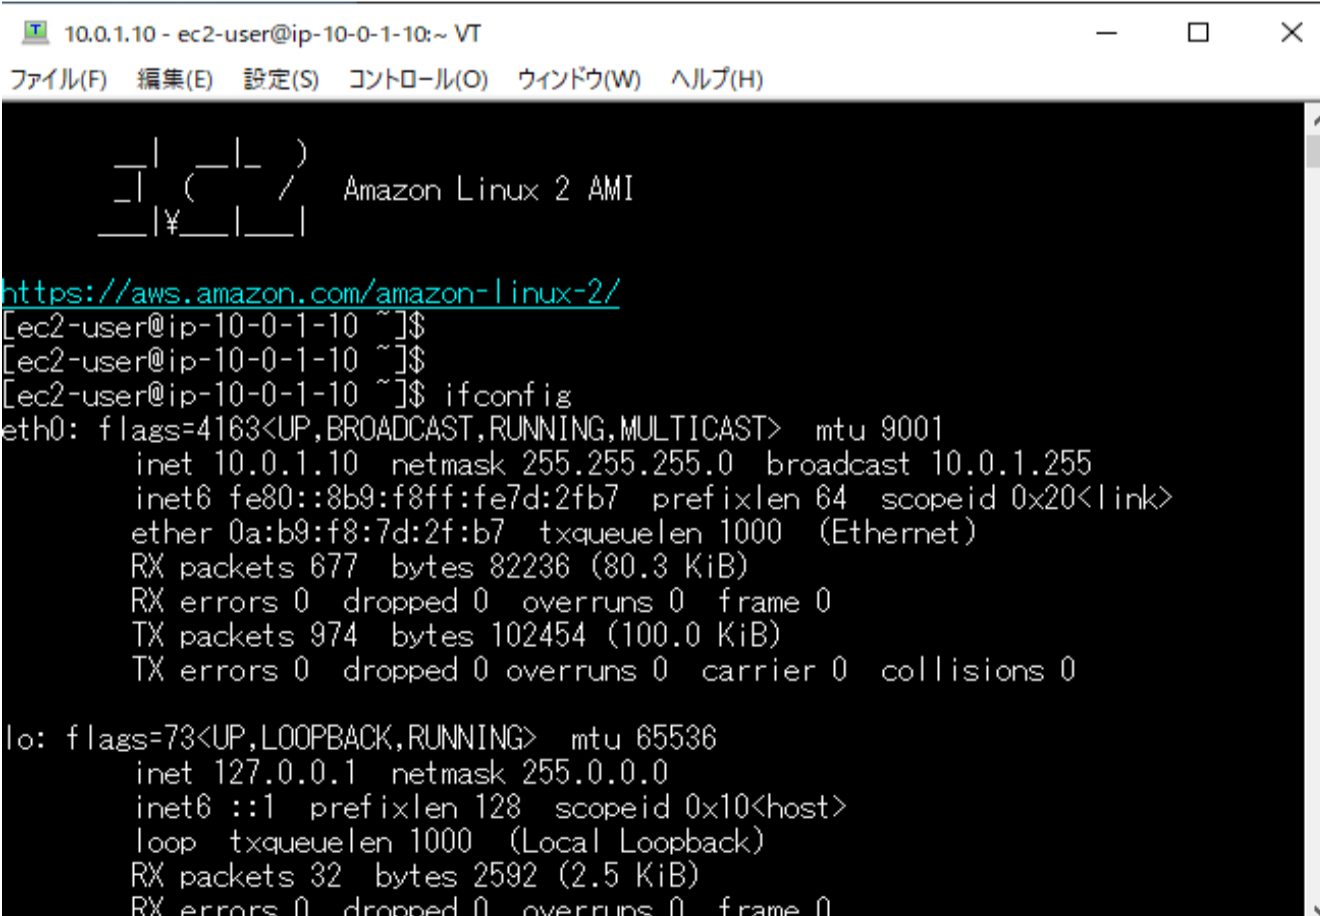 10.0.1.10 - ec2-user@ip-10-0-1-10:~ VT
ファイル(F) 編集(E) 設定(S) コントロール(O) ウィンドウ(W) ヘルプ(H)
__| __|_ )
_| ( / Amazon Linux 2 AMI
___|¥___|___|
https://aws.amazon.com/amazon-linux-2/
[ec2-user@ip-10-0-1-10 ~]$
[ec2-user@ip-10-0-1-10 ~]$
[ec2-user@ip-10-0-1-10 ~]$ ifconfig
eth0: flags=4163<UP,BROADCAST,RUNNING,MULTICAST> mtu 9001
inet 10.0.1.10 netmask 255.255.255.0 broadcast 10.0.1.255
inet6 fe80::8b9:f8ff:fe7d:2fb7 prefixlen 64 scopeid 0x20<link>
ether 0a:b9:f8:7d:2f:b7 txqueuelen 1000 (Ethernet)
RX packets 677 bytes 82236 (80.3 KiB)
RX errors 0 dropped 0 overruns 0 frame 0
TX packets 974 bytes 102454 (100.0 KiB)
TX errors 0 dropped 0 overruns 0 carrier 0 collisions 0
lo: flags=73<UP,LOOPBACK,RUNNING> mtu 65536
inet 127.0.0.1 netmask 255.0.0.0
inet6 ::1 prefixlen 128 scopeid 0x10<host>
loop txqueuelen 1000 (Local Loopback)
RX packets 32 bytes 2592 (2.5 KiB)
RX errors 0 dropped 0 overruns 0 frame 0